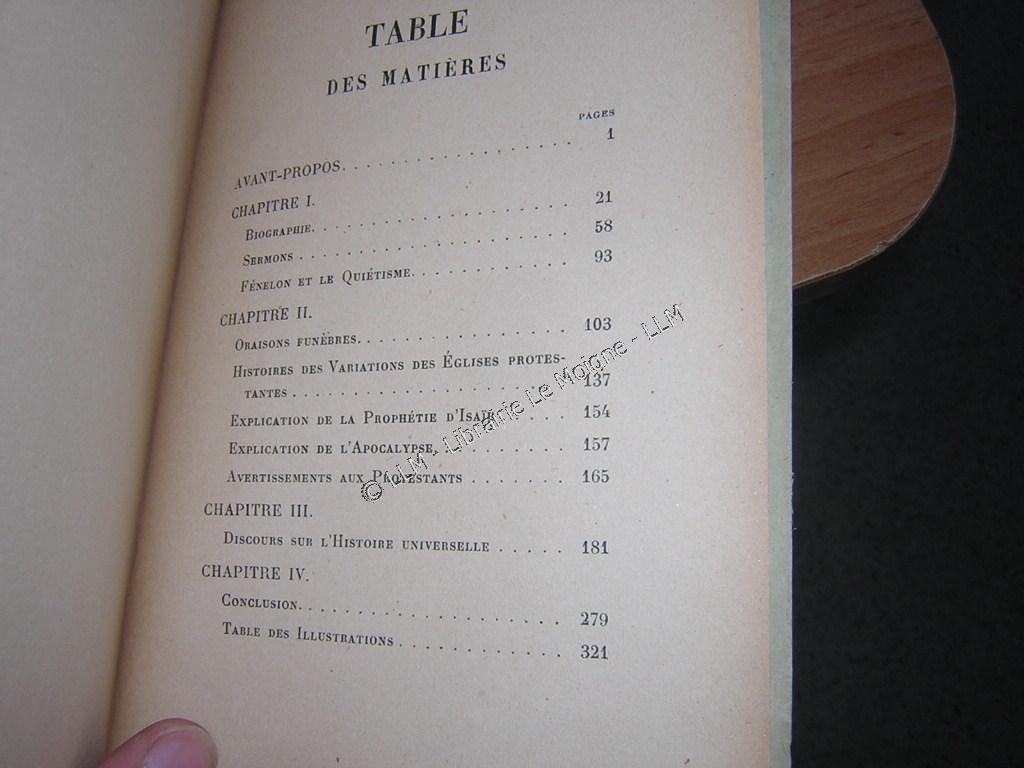 TABLE
DES MATIÈRES
PAGES
AVANT-PROPOS. . . . . . . . . . . . . . . . . 1
CHAPITRE I.
BIOGRAPHIE. . . . . . . . . . . . . . . . . . 21
SERMONS . . . . . . . . . . . . . . . . . . . 58
FÉNELON ET LE QUIÉTISME. . . . . . . . . . . 93
CHAPITRE II.
ORAISONS FUNÈBRES. . . . . . . . . . . . . . 103
HISTOIRES DES VARIATIONS DES ÉGLISES PROTES-
TANTES . . . . . . . . . . . . . . . . . . 137
EXPLICATION DE LA PROPHÉTIE D'ISAÏE . . . . 154
EXPLICATION DE L'APOCALYPSE. . . . . . . . . 157
AVERTISSEMENTS AUX PROTESTANTS . . . . . . . 165
CHAPITRE III.
DISCOURS SUR L'HISTOIRE UNIVERSELLE . . . . . 181
CHAPITRE IV.
CONCLUSION. . . . . . . . . . . . . . . . . . 279
TABLE DES ILLUSTRATIONS . . . . . . . . . . . 321
© LLM - Librairie Le Moigne - LLM